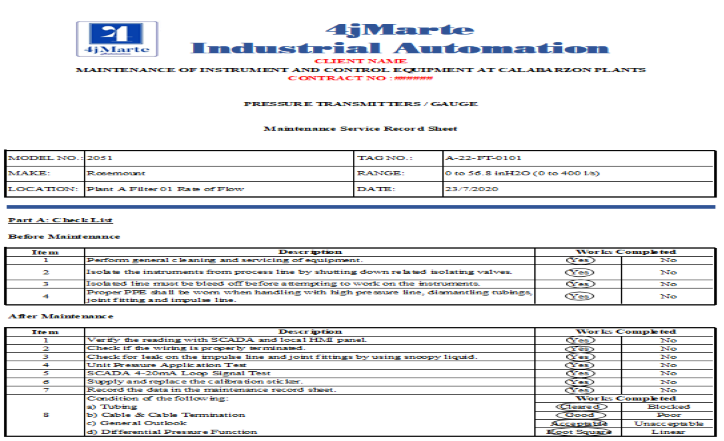 4jMarte
4jMarte
Industrial Automation
CLIENT NAME
MAINTENANCE OF INSTRUMENT AND CONTROL EQUIPMENT AT CALABARZON PLANTS
CONTRACT NO : ######
PRESSURE TRANSMITTERS / GAUGE
Maintenance Service Record Sheet
MODEL NO.: 2051 TAG NO.: A-22-PT-0101
MAKE: Rosemount RANGE: 0 to 56.8 inH2O (0 to 400 l/s)
LOCATION: Plant A Filter 01 Rate of Flow DATE: 23/7/2020
Part A: Check List
Before Maintenance
Item Description Works Completed
1 Perform general cleaning and servicing of equipment. Yes No
2 Isolate the instruments from process line by shutting down related isolating valves. Yes No
3 Isolated line must be bleed off before attempting to work on the instruments. Yes No
4 Proper PPE shall be worn when handling with high pressure line, dismantling tubings, joint fitting and impulse line. Yes No
After Maintenance
Item Description Works Completed
1 Verify the reading with SCADA and local HMI panel. Yes No
2 Check if the wiring is properly terminated. Yes No
3 Check for leak on the impulse line and joint fittings by using snoopy liquid. Yes No
4 Unit Pressure Application Test Yes No
5 SCADA 4-20mA Loop Signal Test Yes No
6 Supply and replace the calibration sticker. Yes No
7 Record the data in the maintenance record sheet. Yes No
8 Condition of the following: Works Completed
a) Tubing Cleared Blocked
b) Cable & Cable Termination Good Poor
c) General Outlook Acceptable Unacceptable
d) Differential Pressure Function Root Square Linear